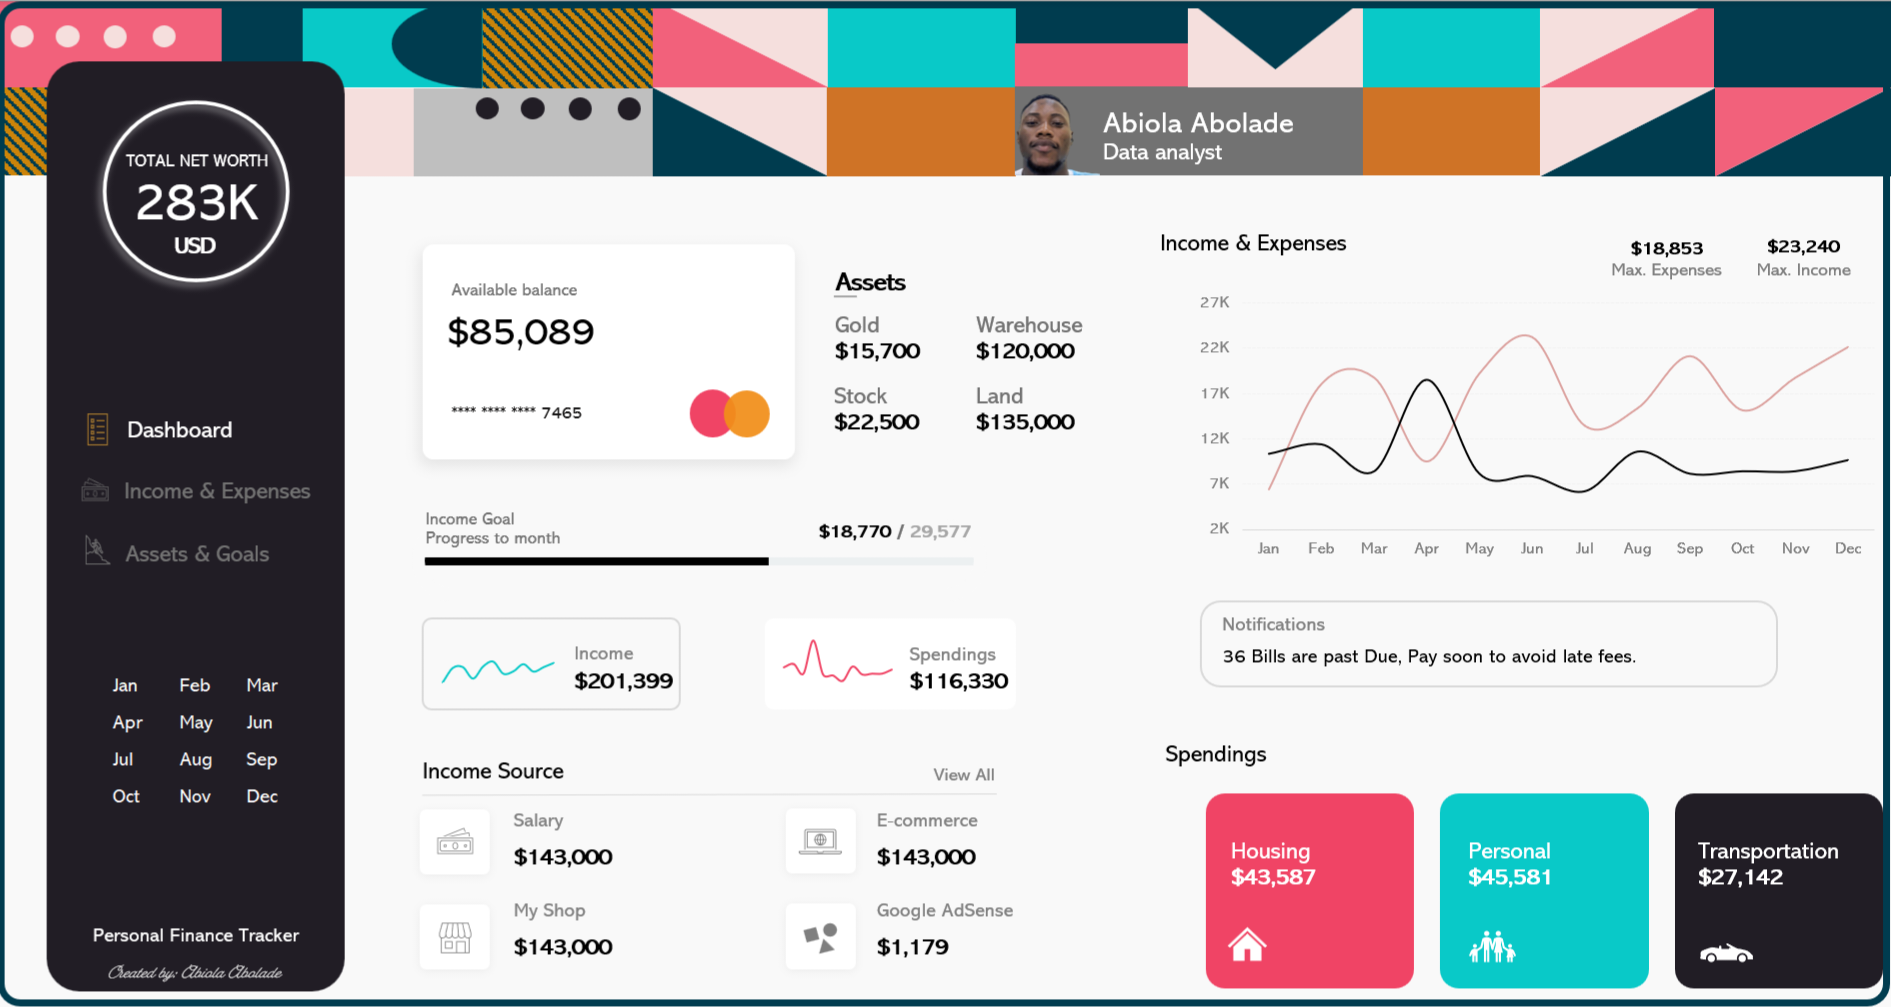 Abiola Abolade
Data analyst
TOTAL NET WORTH
283K
USD
Dashboard
Income & Expenses
Assets & Goals
Jan Feb Mar
Apr May Jun
Jul Aug Sep
Oct Nov Dec
Personal Finance Tracker
Created by: Abiola Abolade
Available balance
$85,089
**** **** **** 7465
Assets
Gold
$15,700
Warehouse
$120,000
Stock
$22,500
Land
$135,000
Income Goal
Progress to month
$18,770 / 29,577
Income
$201,399
Spendings
$116,330
Income Source
View All
Salary
$143,000
E-commerce
$143,000
My Shop
$143,000
Google AdSense
$1,179
Income & Expenses
$18,853
Max. Expenses
$23,240
Max. Income
27K
22K
17K
12K
7K
2K
Jan Feb Mar Apr May Jun Jul Aug Sep Oct Nov Dec
Notifications
36 Bills are past Due, Pay soon to avoid late fees.
Spendings
Housing
$43,587
Personal
$45,581
Transportation
$27,142